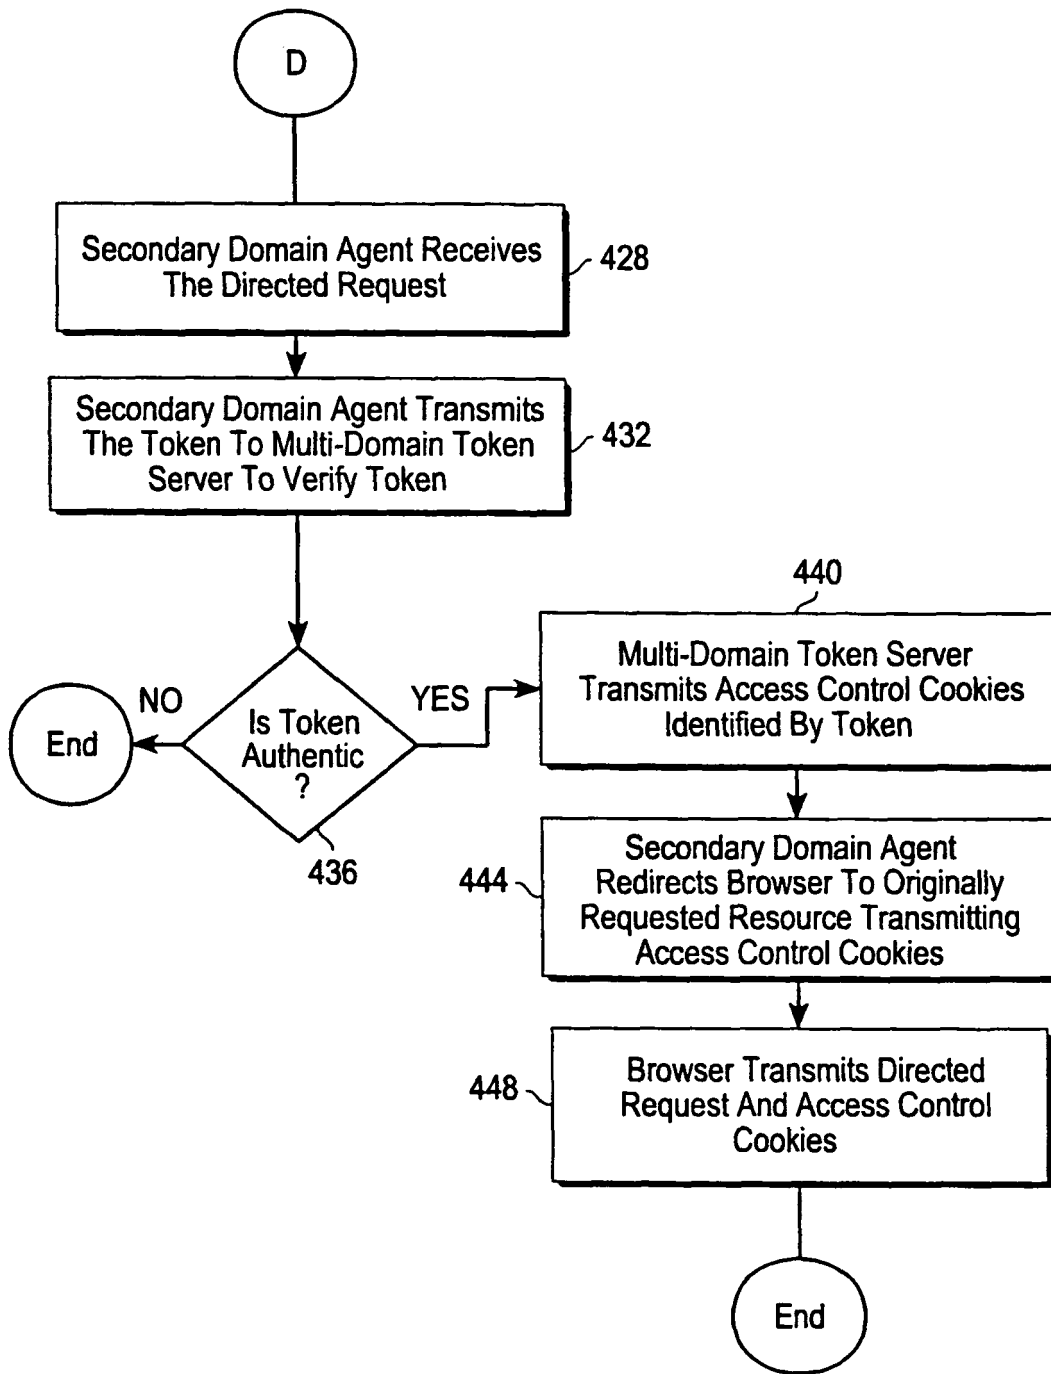 D
Secondary Domain Agent Receives
The Directed Request
428
Secondary Domain Agent Transmits
The Token To Multi-Domain Token
Server To Verify Token
432
Is Token
Authentic
?
436
NO
End
YES
440
Multi-Domain Token Server
Transmits Access Control Cookies
Identified By Token
444
Secondary Domain Agent
Redirects Browser To Originally
Requested Resource Transmitting
Access Control Cookies
448
Browser Transmits Directed
Request And Access Control
Cookies
End